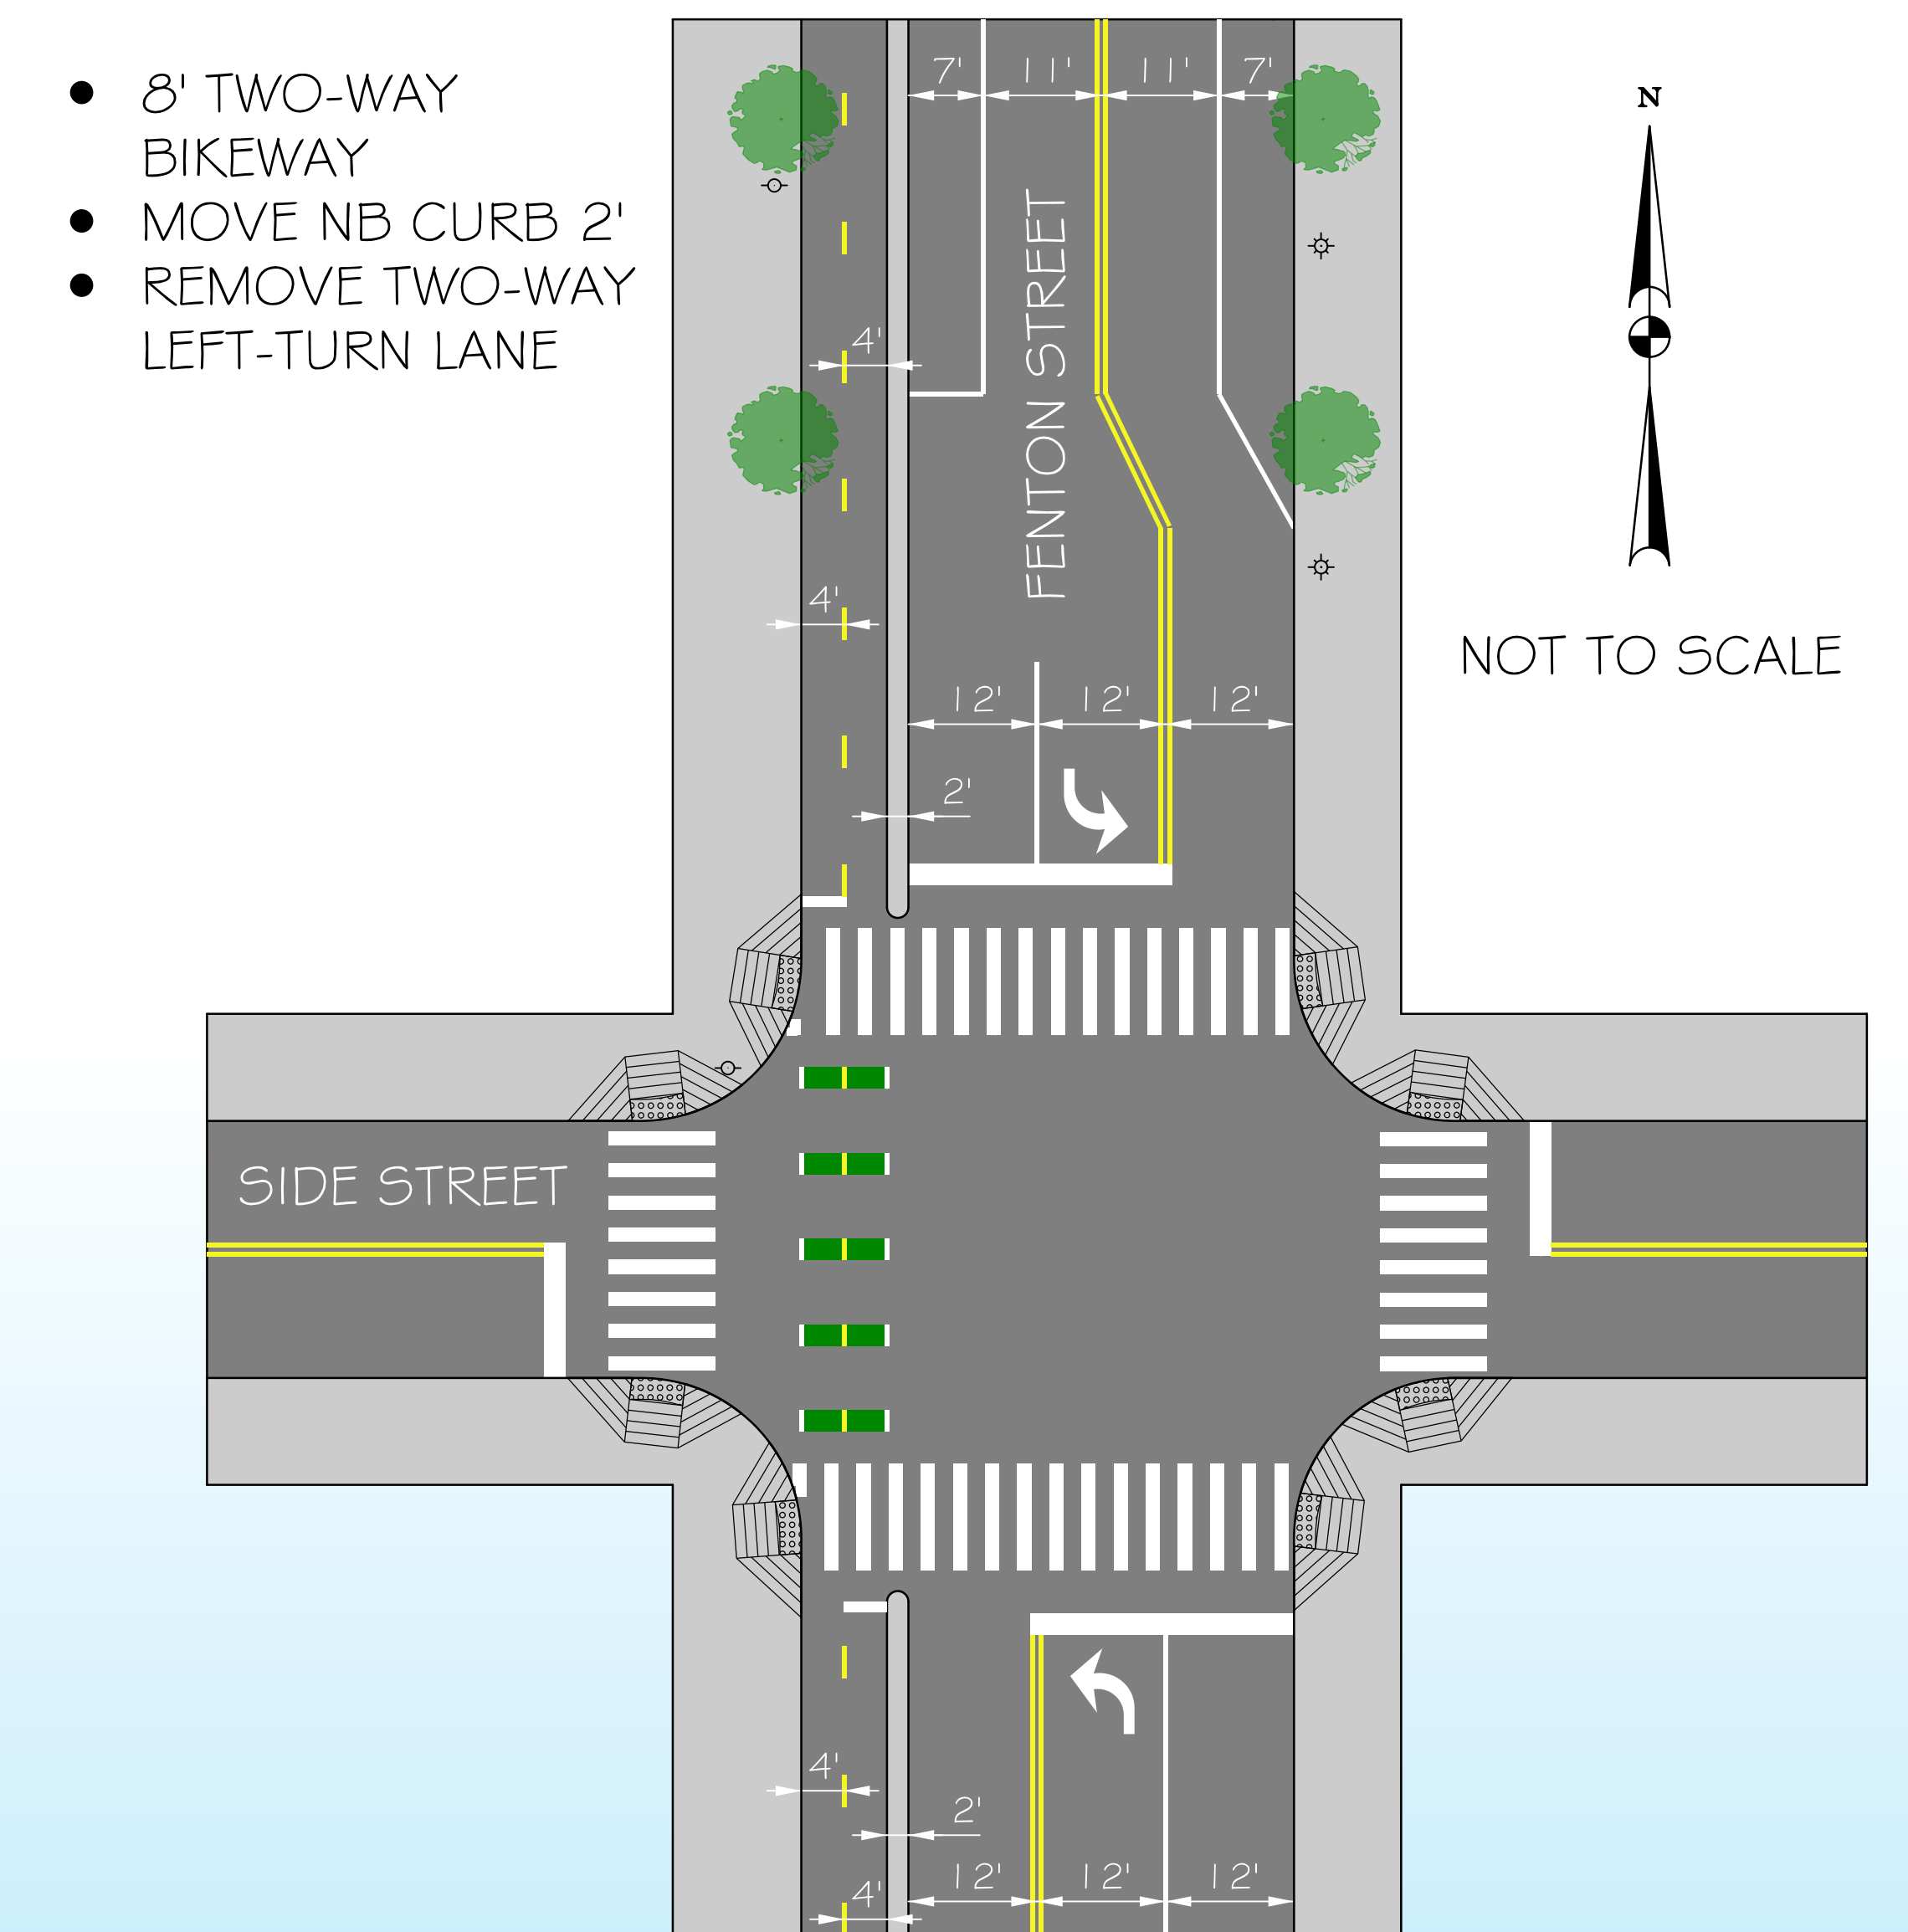 ● 8' TWO-WAY
BIKEWAY
● MOVE NB CURB 2'
● REMOVE TWO-WAY
LEFT-TURN LANE
7' 11' 11' 7'
N
4'
FENTON STREET
4'
NOT TO SCALE
12' 12' 12'
2'
SIDE STREET
4'
2'
12' 12' 12'
4'